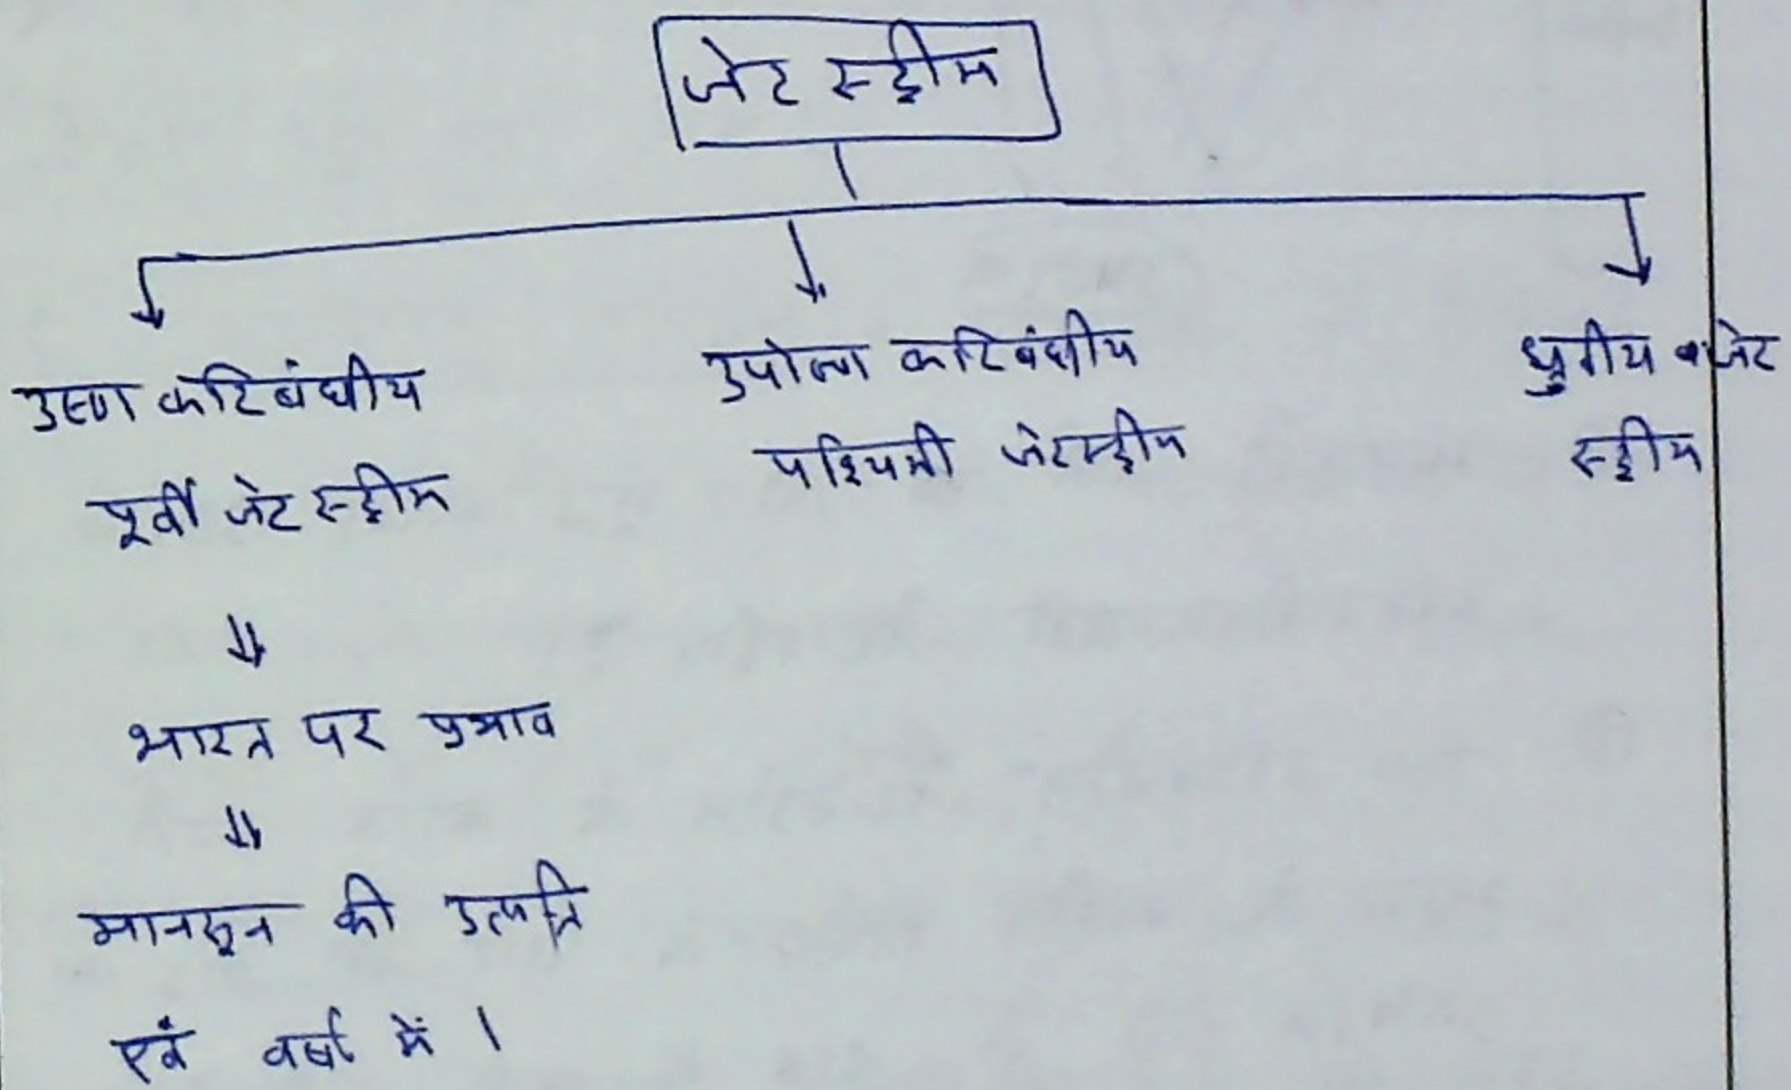 जेट स्ट्रीम
उष्ण कटिबंधीय
पूर्वी जेट स्ट्रीम
⇓
भारत पर प्रभाव
⇓
मानसून की उत्पत्ति
एवं वर्षा में ।
उपोष्ण कटिबंधीय
पश्चिमी जेटस्ट्रीम
ध्रुवीय जेट
स्ट्रीम